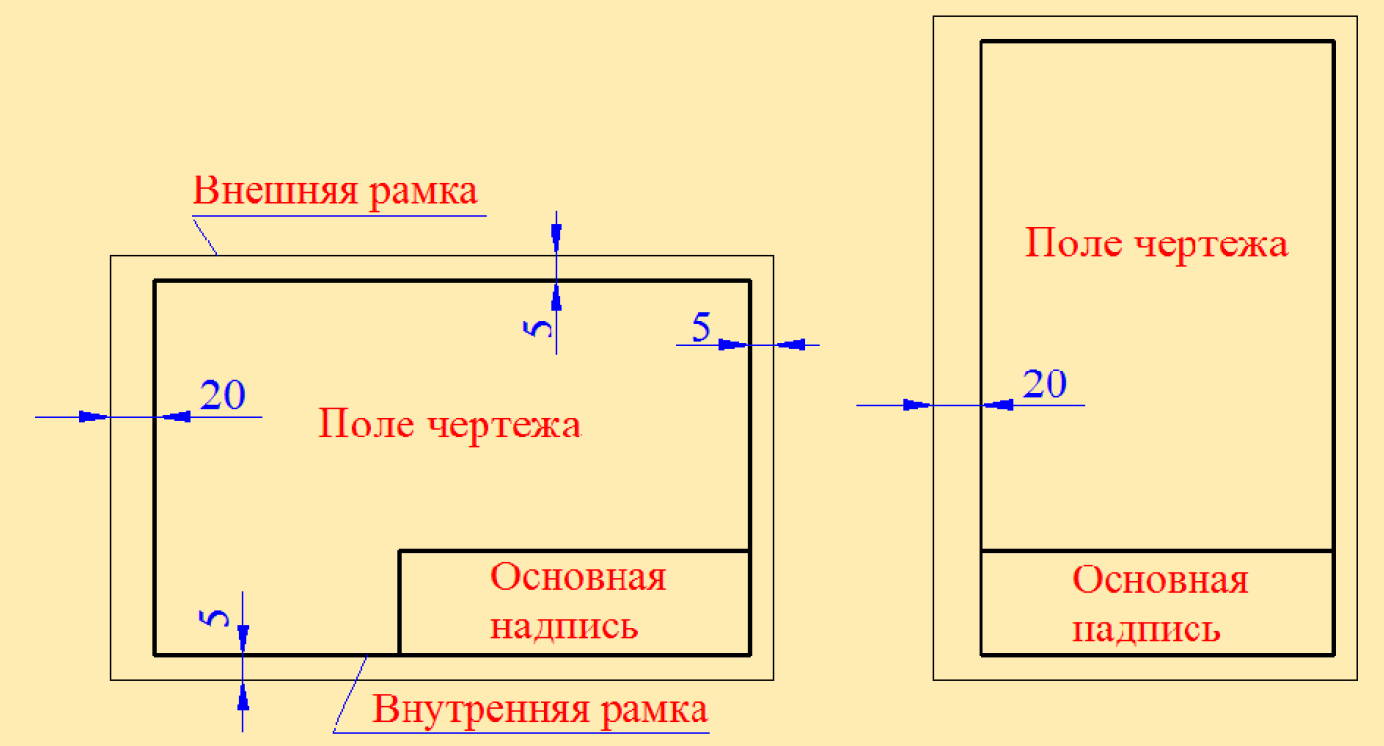 Внешняя рамка
5
5
20
Поле чертежа
Основная
надпись
5
Внутренняя рамка
Поле чертежа
20
Основная
надпись